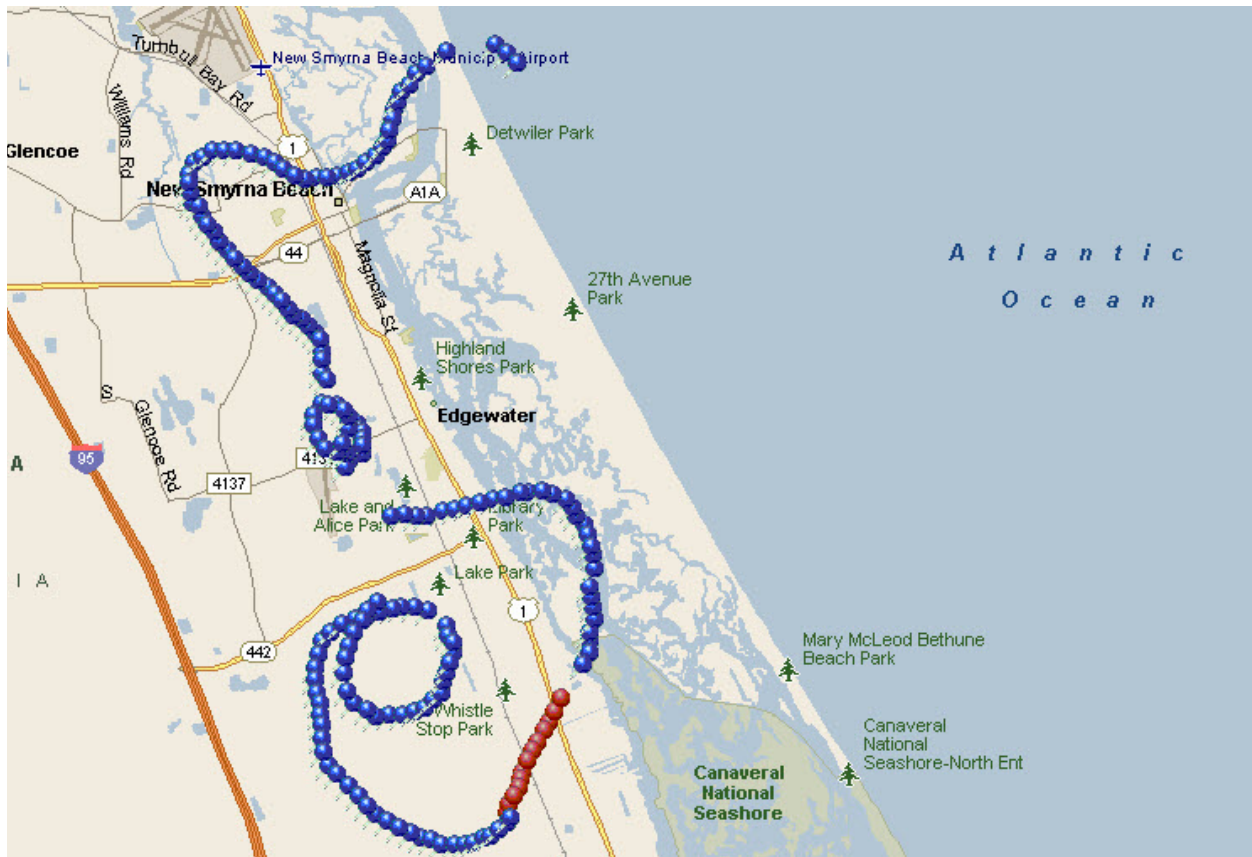 Turnbull Bay Rd
New Smyrna Beach Municip Airport
Williams Rd
Detwiler Park
Glencoe
1
New Smyrna Beach
A1A
44
Magnolia St
Atlantic
Ocean
27th Avenue
Park
Highland
Shores Park
S Glencoe Rd
Edgewater
95
A
4137
413
Lake and
Alice Park
Library
Park
I A
Lake Park
1
442
Mary McLeod Bethune
Beach Park
Whistle
Stop Park
Canaveral
National
Seashore-North Ent
Canaveral
National
Seashore